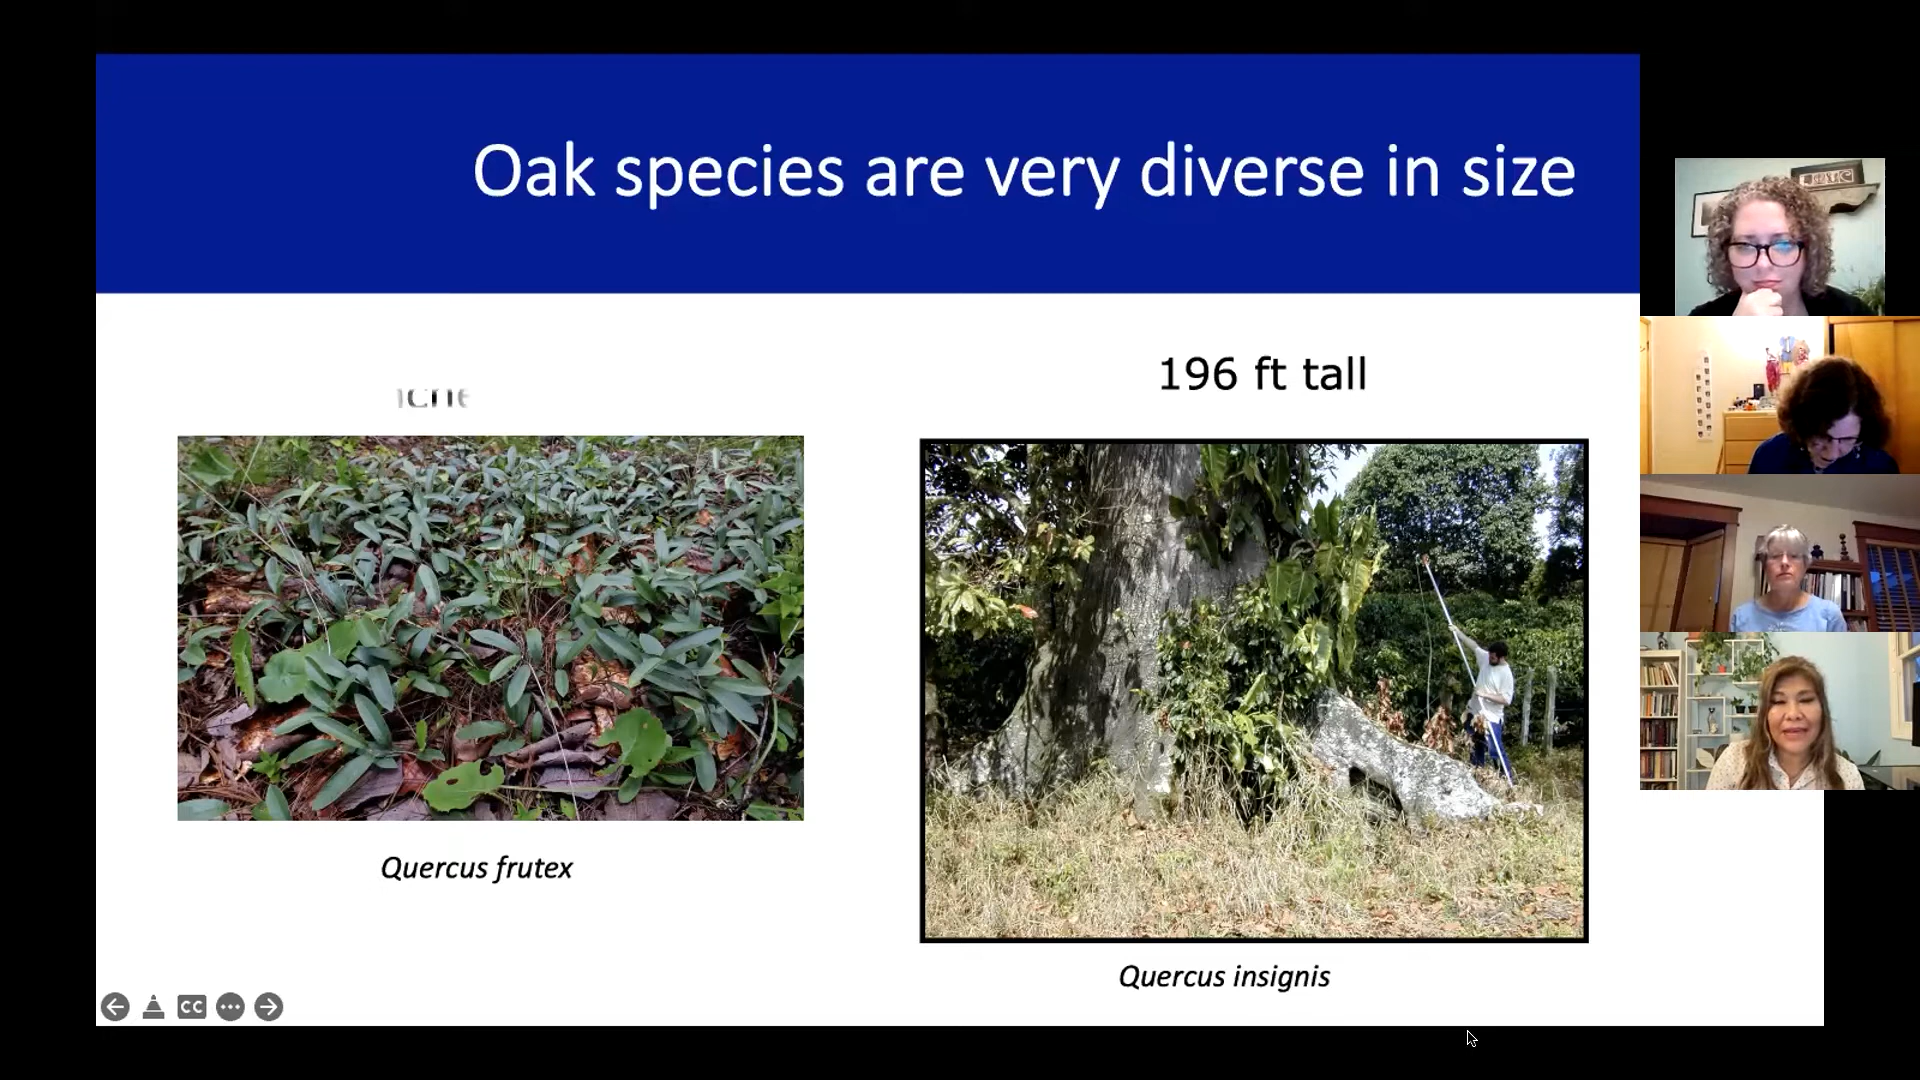 Oak species are very diverse in size
196 ft tall
Quercus frutex
Quercus insignis
CC